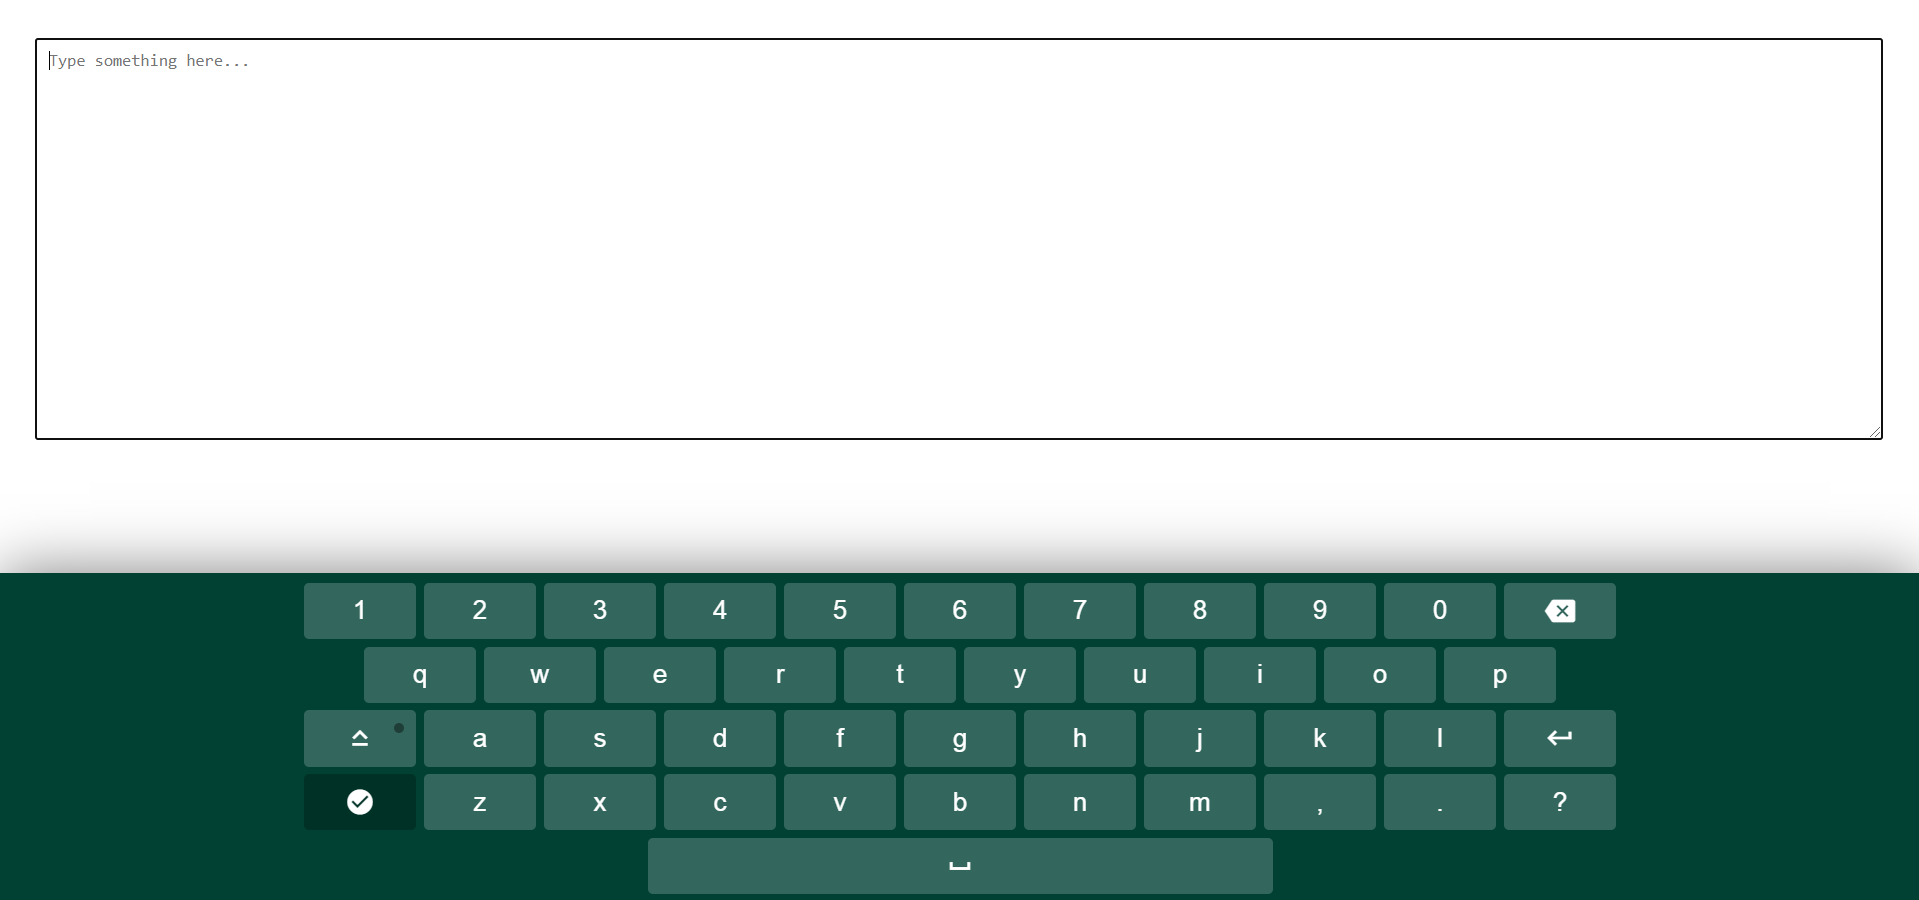 Type something here...
1 2 3 4 5 6 7 8 9 0
q w e r t y u i o p
a s d f g h j k l
z x c v b n m , . ?